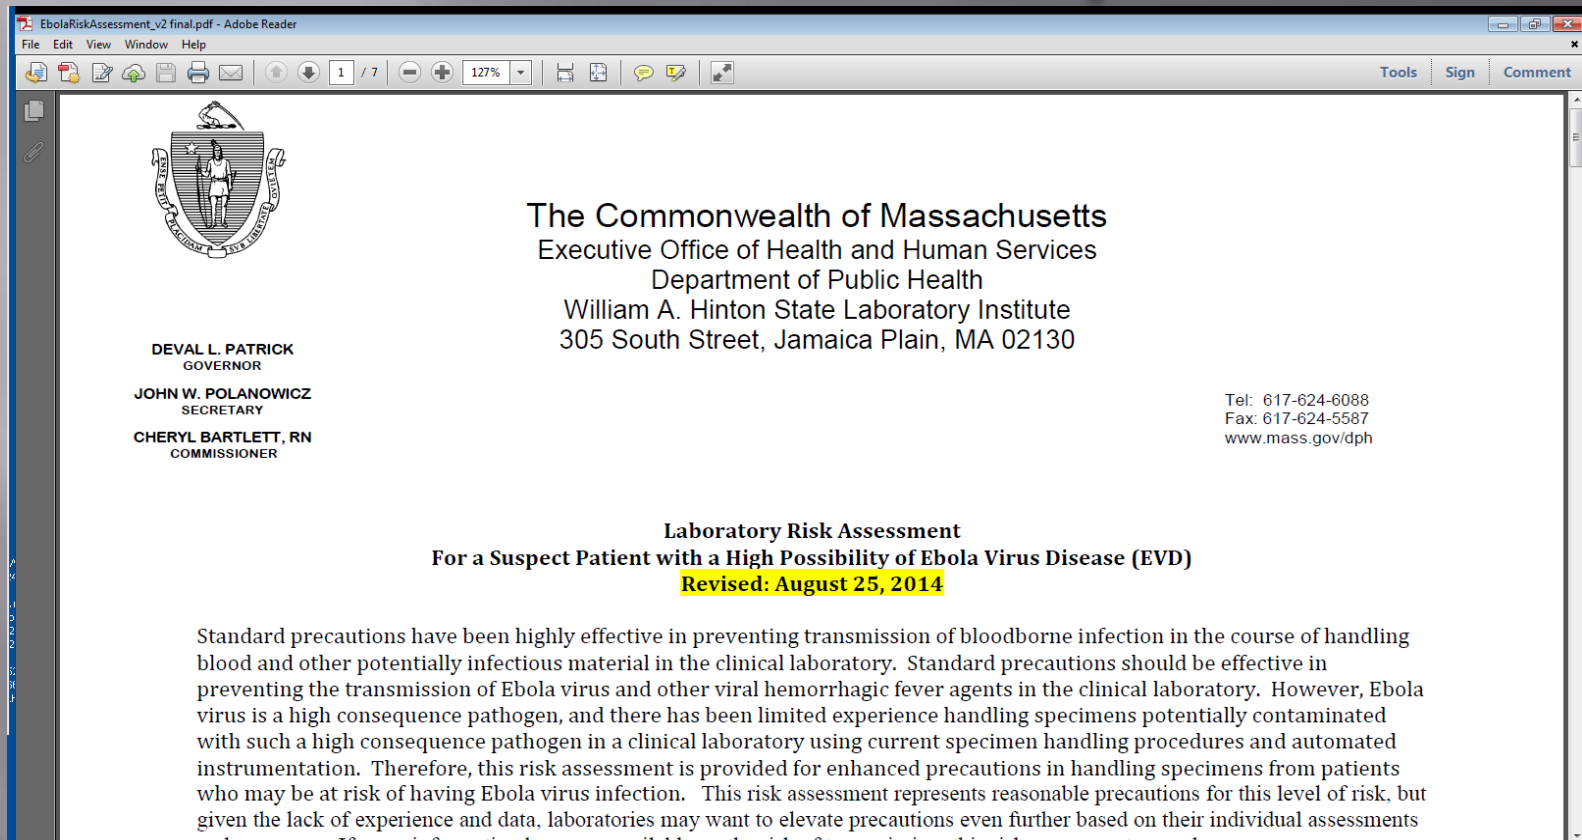 EbolaRiskAssessment_v2 final.pdf - Adobe Reader
File Edit View Window Help
1 / 7 127% Tools Sign Comment
ENSE PETIT PLACIDAM SVB LIBERTATE QVIETEM
The Commonwealth of Massachusetts
Executive Office of Health and Human Services
Department of Public Health
William A. Hinton State Laboratory Institute
305 South Street, Jamaica Plain, MA 02130
DEVAL L. PATRICK
GOVERNOR
JOHN W. POLANOWICZ
SECRETARY
CHERYL BARTLETT, RN
COMMISSIONER
Tel: 617-624-6088
Fax: 617-624-5587
www.mass.gov/dph
Laboratory Risk Assessment
For a Suspect Patient with a High Possibility of Ebola Virus Disease (EVD)
Revised: August 25, 2014
Standard precautions have been highly effective in preventing transmission of bloodborne infection in the course of handling
blood and other potentially infectious material in the clinical laboratory. Standard precautions should be effective in
preventing the transmission of Ebola virus and other viral hemorrhagic fever agents in the clinical laboratory. However, Ebola
virus is a high consequence pathogen, and there has been limited experience handling specimens potentially contaminated
with such a high consequence pathogen in a clinical laboratory using current specimen handling procedures and automated
instrumentation. Therefore, this risk assessment is provided for enhanced precautions in handling specimens from patients
who may be at risk of having Ebola virus infection. This risk assessment represents reasonable precautions for this level of risk, but
given the lack of experience and data, laboratories may want to elevate precautions even further based on their individual assessments